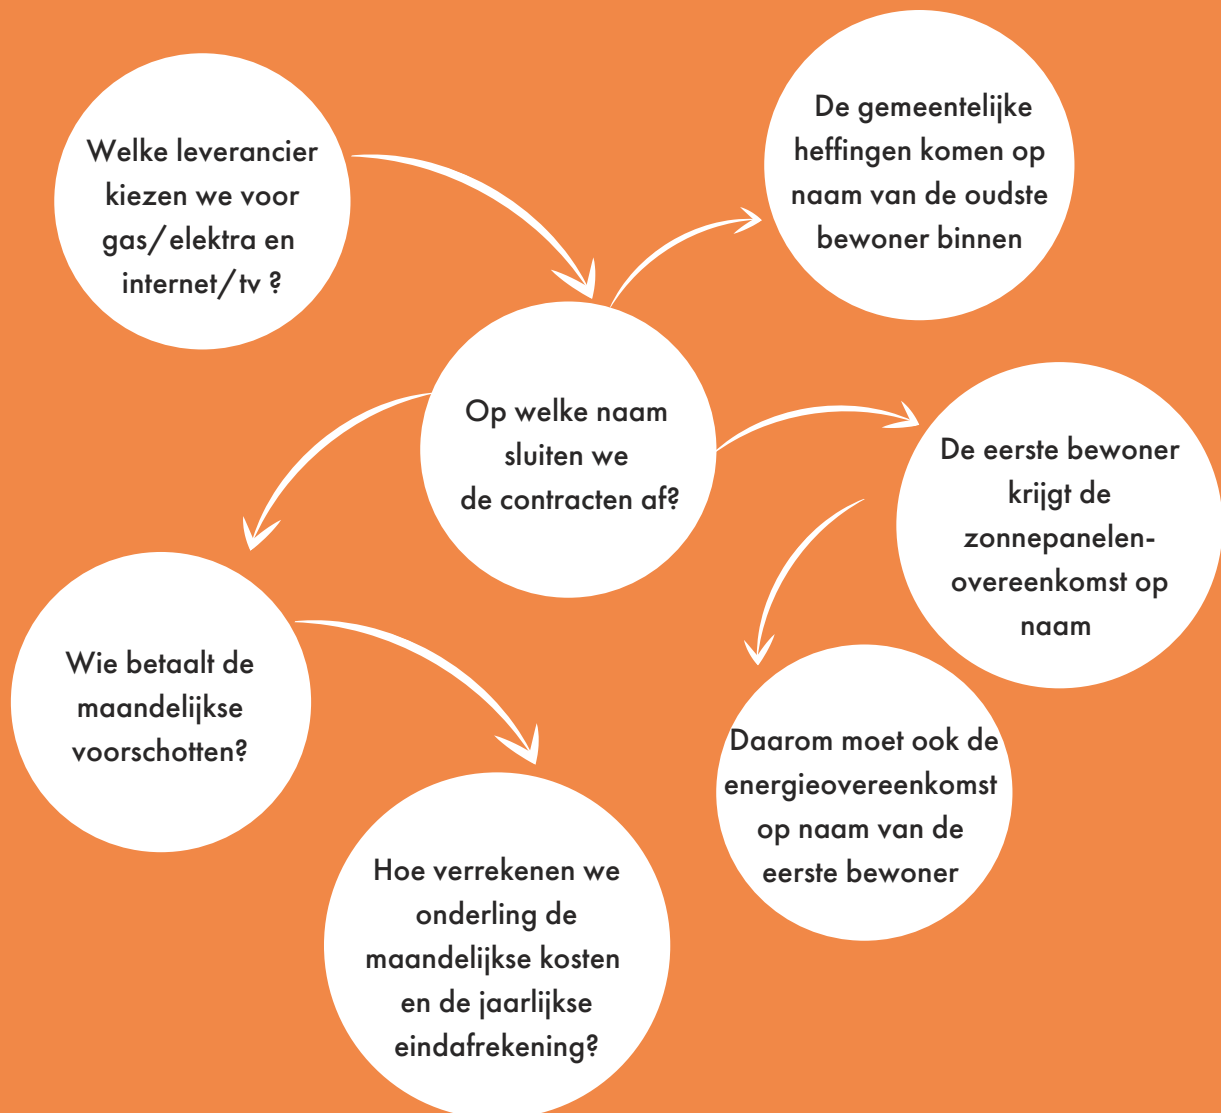 Welke leverancier
kiezen we voor
gas/elektra en
internet/tv ?
De gemeentelijke
heffingen komen op
naam van de oudste
bewoner binnen
Op welke naam
sluiten we
de contracten af?
De eerste bewoner
krijgt de
zonnepanelen-
overeenkomst op
naam
Wie betaalt de
maandelijkse
voorschotten?
Daarom moet ook de
energieovereenkomst
op naam van de
eerste bewoner
Hoe verrekenen we
onderling de
maandelijkse kosten
en de jaarlijkse
eindafrekening?